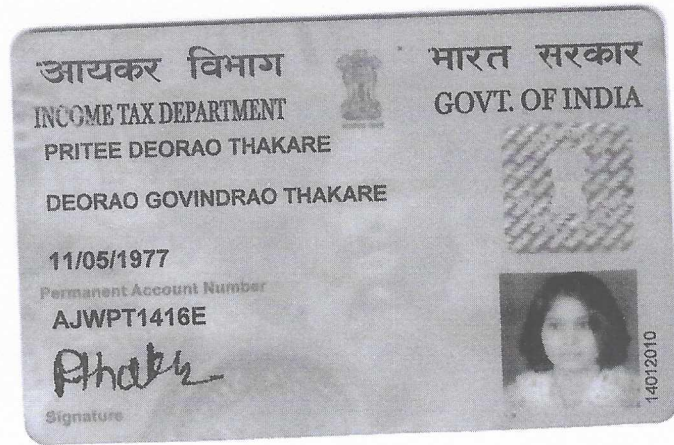 आयकर विभाग
भारत सरकार
INCOME TAX DEPARTMENT
GOVT. OF INDIA
PRITEE DEORAO THAKARE
DEORAO GOVINDRAO THAKARE
11/05/1977
Permanent Account Number
AJWPT1416E
Signature
14012010